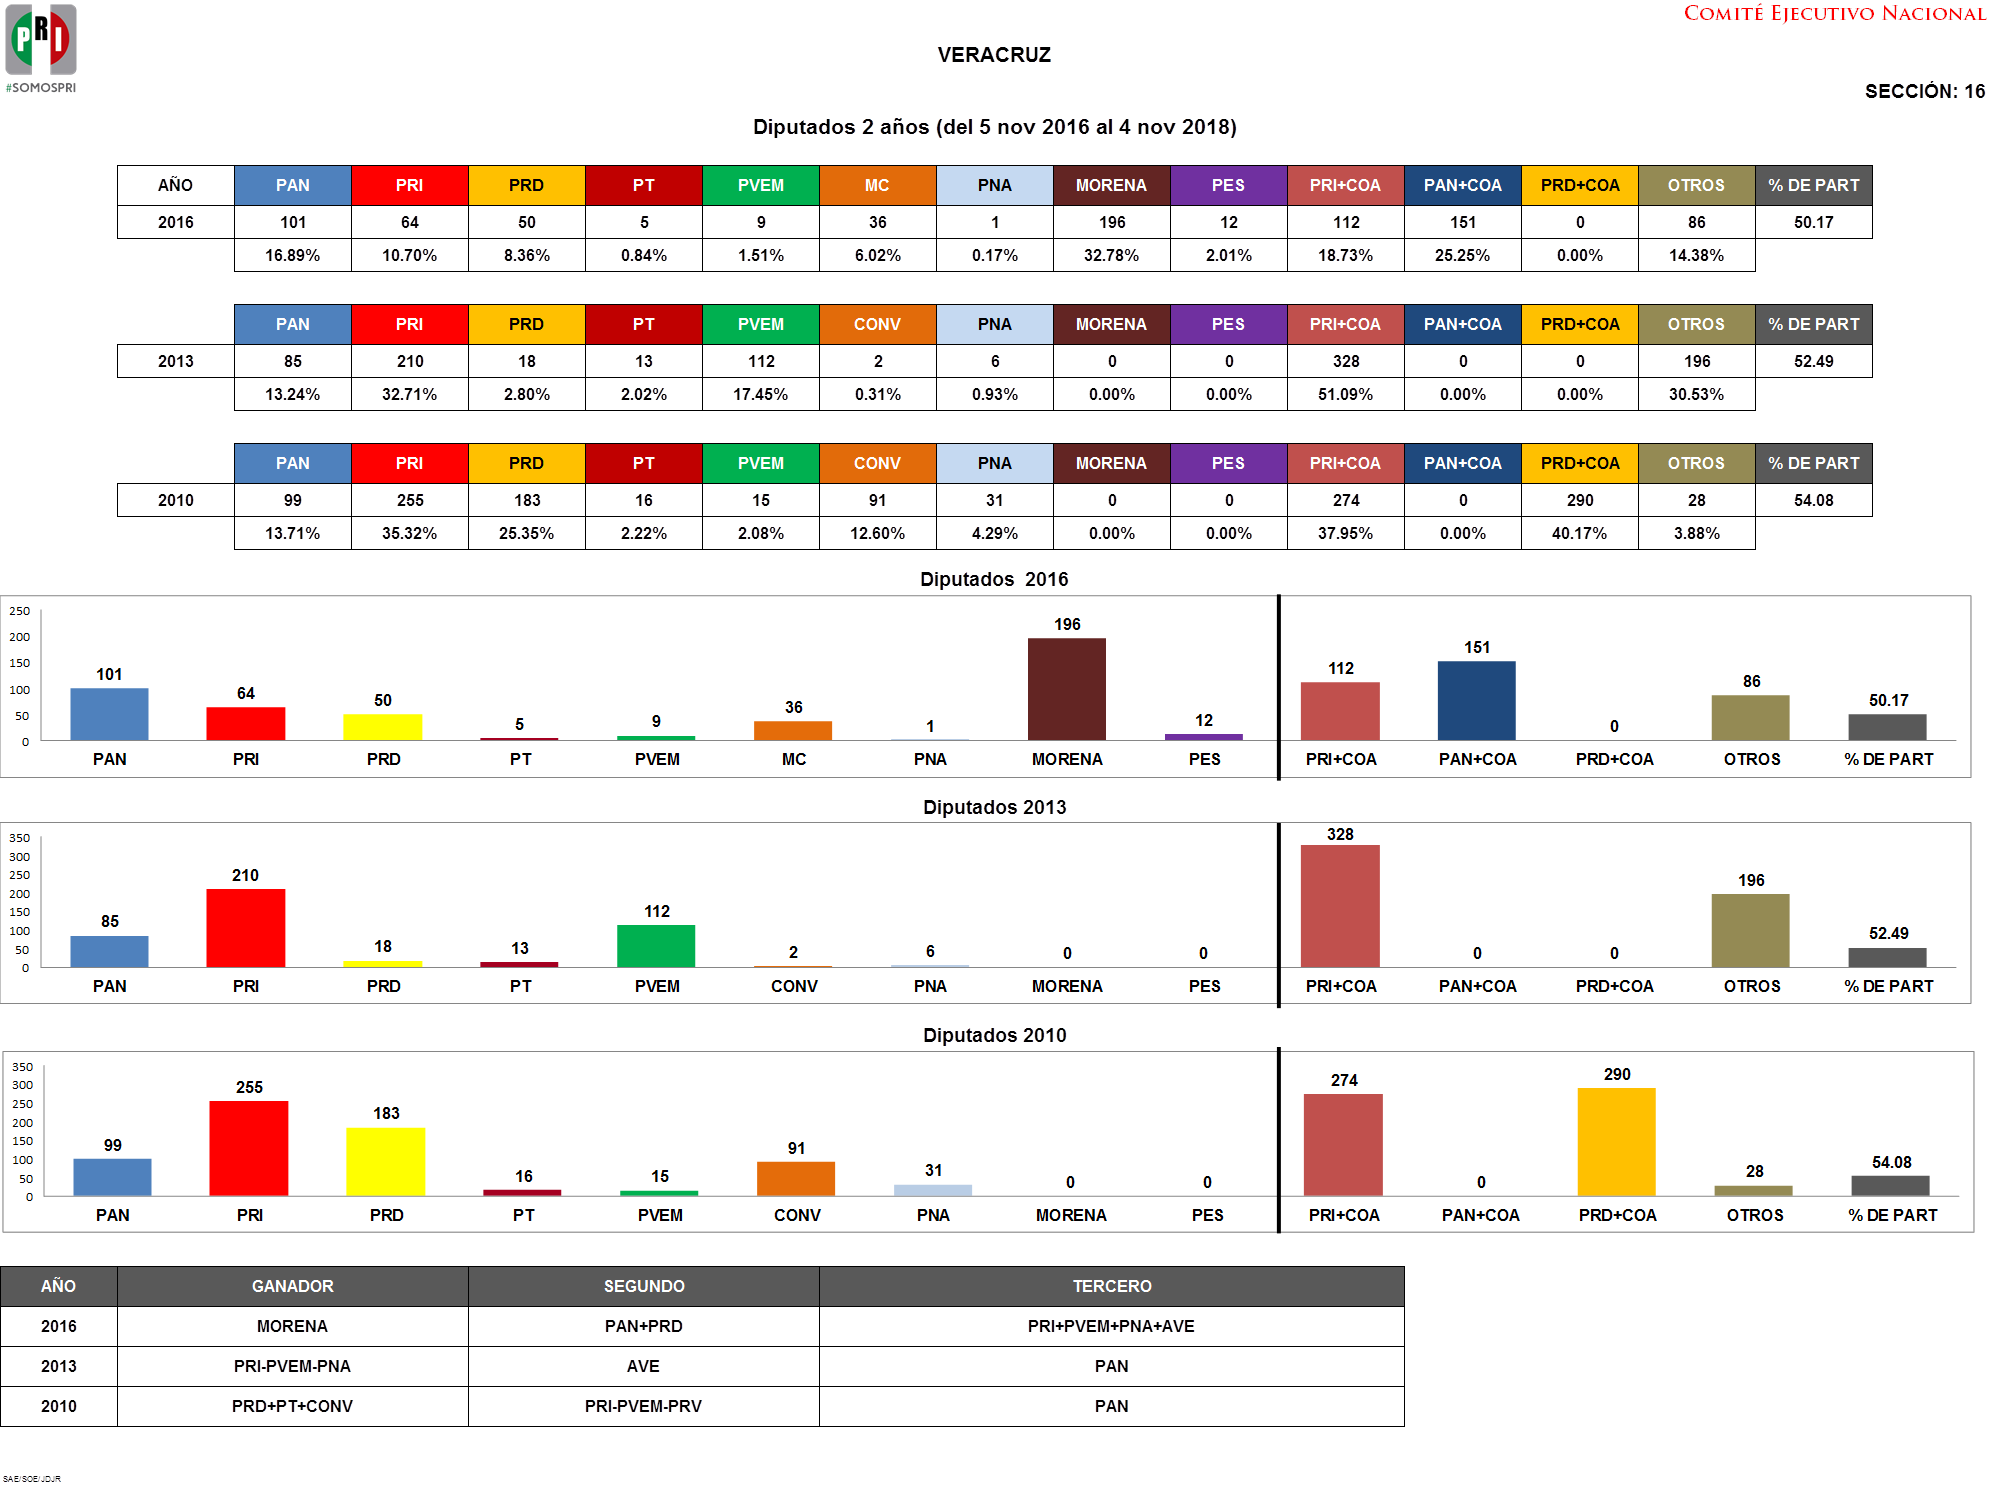 PRI
#SOMOSPRI
COMITÉ EJECUTIVO NACIONAL
VERACRUZ
SECCIÓN: 16
Diputados 2 años (del 5 nov 2016 al 4 nov 2018)
AÑO PAN PRI PRD PT PVEM MC PNA MORENA PES PRI+COA PAN+COA PRD+COA OTROS % DE PART
2016 101 64 50 5 9 36 1 196 12 112 151 0 86 50.17
16.89% 10.70% 8.36% 0.84% 1.51% 6.02% 0.17% 32.78% 2.01% 18.73% 25.25% 0.00% 14.38%
PAN PRI PRD PT PVEM CONV PNA MORENA PES PRI+COA PAN+COA PRD+COA OTROS % DE PART
2013 85 210 18 13 112 2 6 0 0 328 0 0 196 52.49
13.24% 32.71% 2.80% 2.02% 17.45% 0.31% 0.93% 0.00% 0.00% 51.09% 0.00% 0.00% 30.53%
PAN PRI PRD PT PVEM CONV PNA MORENA PES PRI+COA PAN+COA PRD+COA OTROS % DE PART
2010 99 255 183 16 15 91 31 0 0 274 0 290 28 54.08
13.71% 35.32% 25.35% 2.22% 2.08% 12.60% 4.29% 0.00% 0.00% 37.95% 0.00% 40.17% 3.88%
Diputados 2016
250
200
150
100
50
0
101 64 50 5 9 36 1 196 12 112 151 0 86 50.17
PAN PRI PRD PT PVEM MC PNA MORENA PES PRI+COA PAN+COA PRD+COA OTROS % DE PART
Diputados 2013
350
300
250
200
150
100
50
0
85 210 18 13 112 2 6 0 0 328 0 0 196 52.49
PAN PRI PRD PT PVEM CONV PNA MORENA PES PRI+COA PAN+COA PRD+COA OTROS % DE PART
Diputados 2010
350
300
250
200
150
100
50
0
99 255 183 16 15 91 31 0 0 274 0 290 28 54.08
PAN PRI PRD PT PVEM CONV PNA MORENA PES PRI+COA PAN+COA PRD+COA OTROS % DE PART
AÑO GANADOR SEGUNDO TERCERO
2016 MORENA PAN+PRD PRI+PVEM+PNA+AVE
2013 PRI-PVEM-PNA AVE PAN
2010 PRD+PT+CONV PRI-PVEM-PRV PAN
SAE/SOE/JDJR